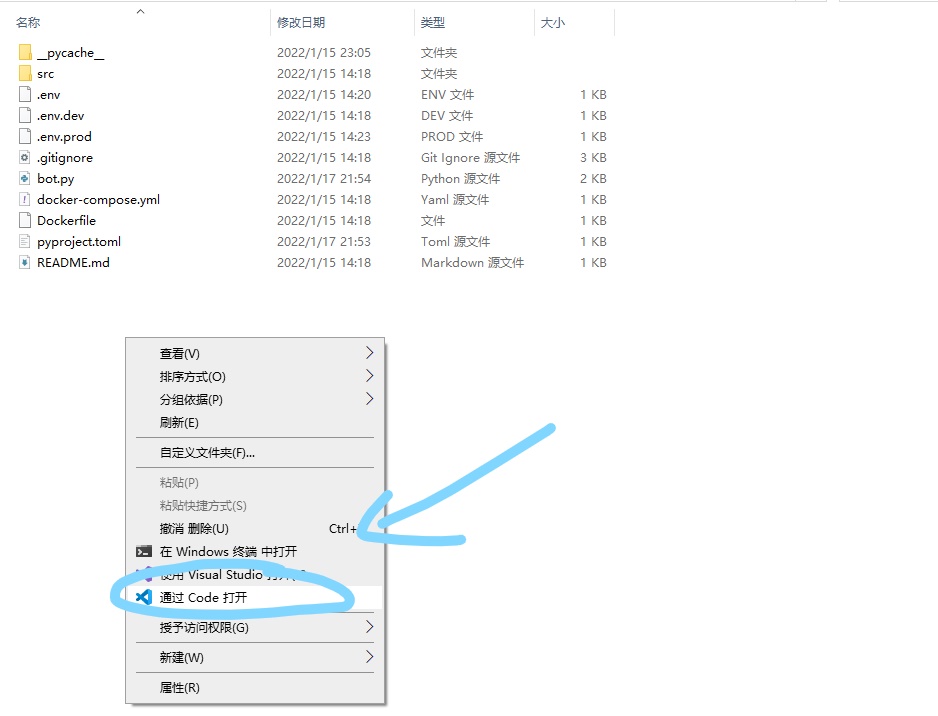 名称 修改日期 类型 大小
__pycache__ 2022/1/15 23:05 文件夹
src 2022/1/15 14:18 文件夹
.env 2022/1/15 14:20 ENV 文件 1 KB
.env.dev 2022/1/15 14:18 DEV 文件 1 KB
.env.prod 2022/1/15 14:23 PROD 文件 1 KB
.gitignore 2022/1/15 14:18 Git Ignore 源文件 3 KB
bot.py 2022/1/17 21:54 Python 源文件 2 KB
docker-compose.yml 2022/1/15 14:18 Yaml 源文件 1 KB
Dockerfile 2022/1/15 14:18 文件 1 KB
pyproject.toml 2022/1/17 21:53 Toml 源文件 1 KB
README.md 2022/1/15 14:18 Markdown 源文件 1 KB
查看(V)
排序方式(O)
分组依据(P)
刷新(E)
自定义文件夹(F)...
粘贴(P)
粘贴快捷方式(S)
撤消 删除(U) Ctrl+
在 Windows 终端 中打开
使用 Visual Studio 打开
通过 Code 打开
授予访问权限(G)
新建(W)
属性(R)